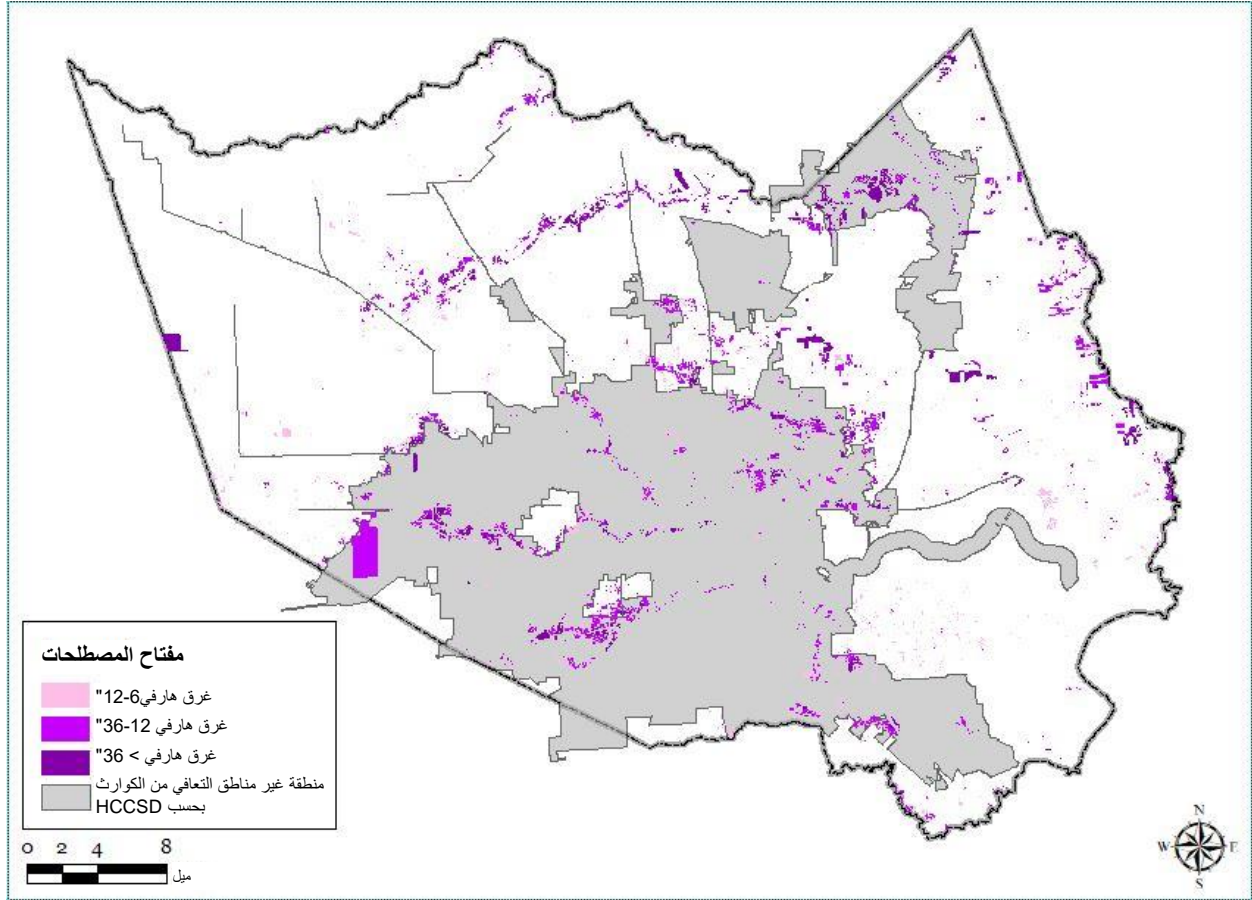 مفتاح المصطلحات
غرق هارفي6-12"
غرق هارفي 12-36"
غرق هارفي > 36"
منطقة غير مناطق التعافي من الكوارث
بحسب HCCSD
0 2 4 8
ميل
N
W E
S